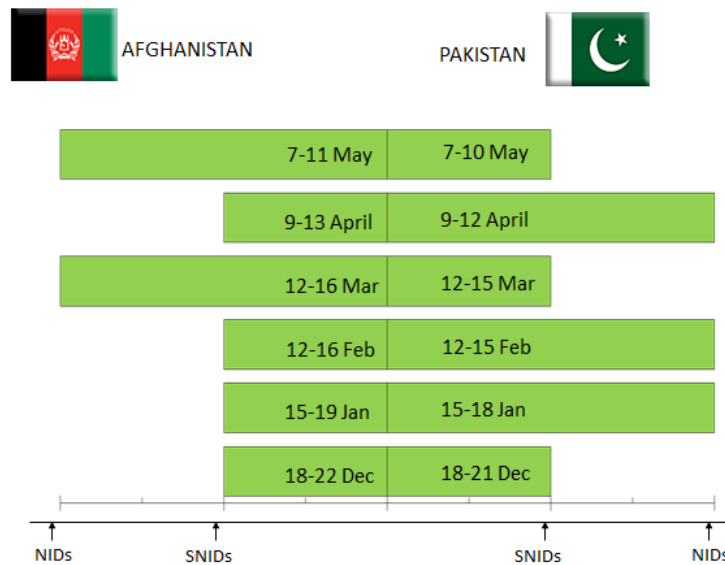 AFGHANISTAN
PAKISTAN
7-11 May 7-10 May
9-13 April 9-12 April
12-16 Mar 12-15 Mar
12-16 Feb 12-15 Feb
15-19 Jan 15-18 Jan
18-22 Dec 18-21 Dec
NIDs SNIDs SNIDs NIDs